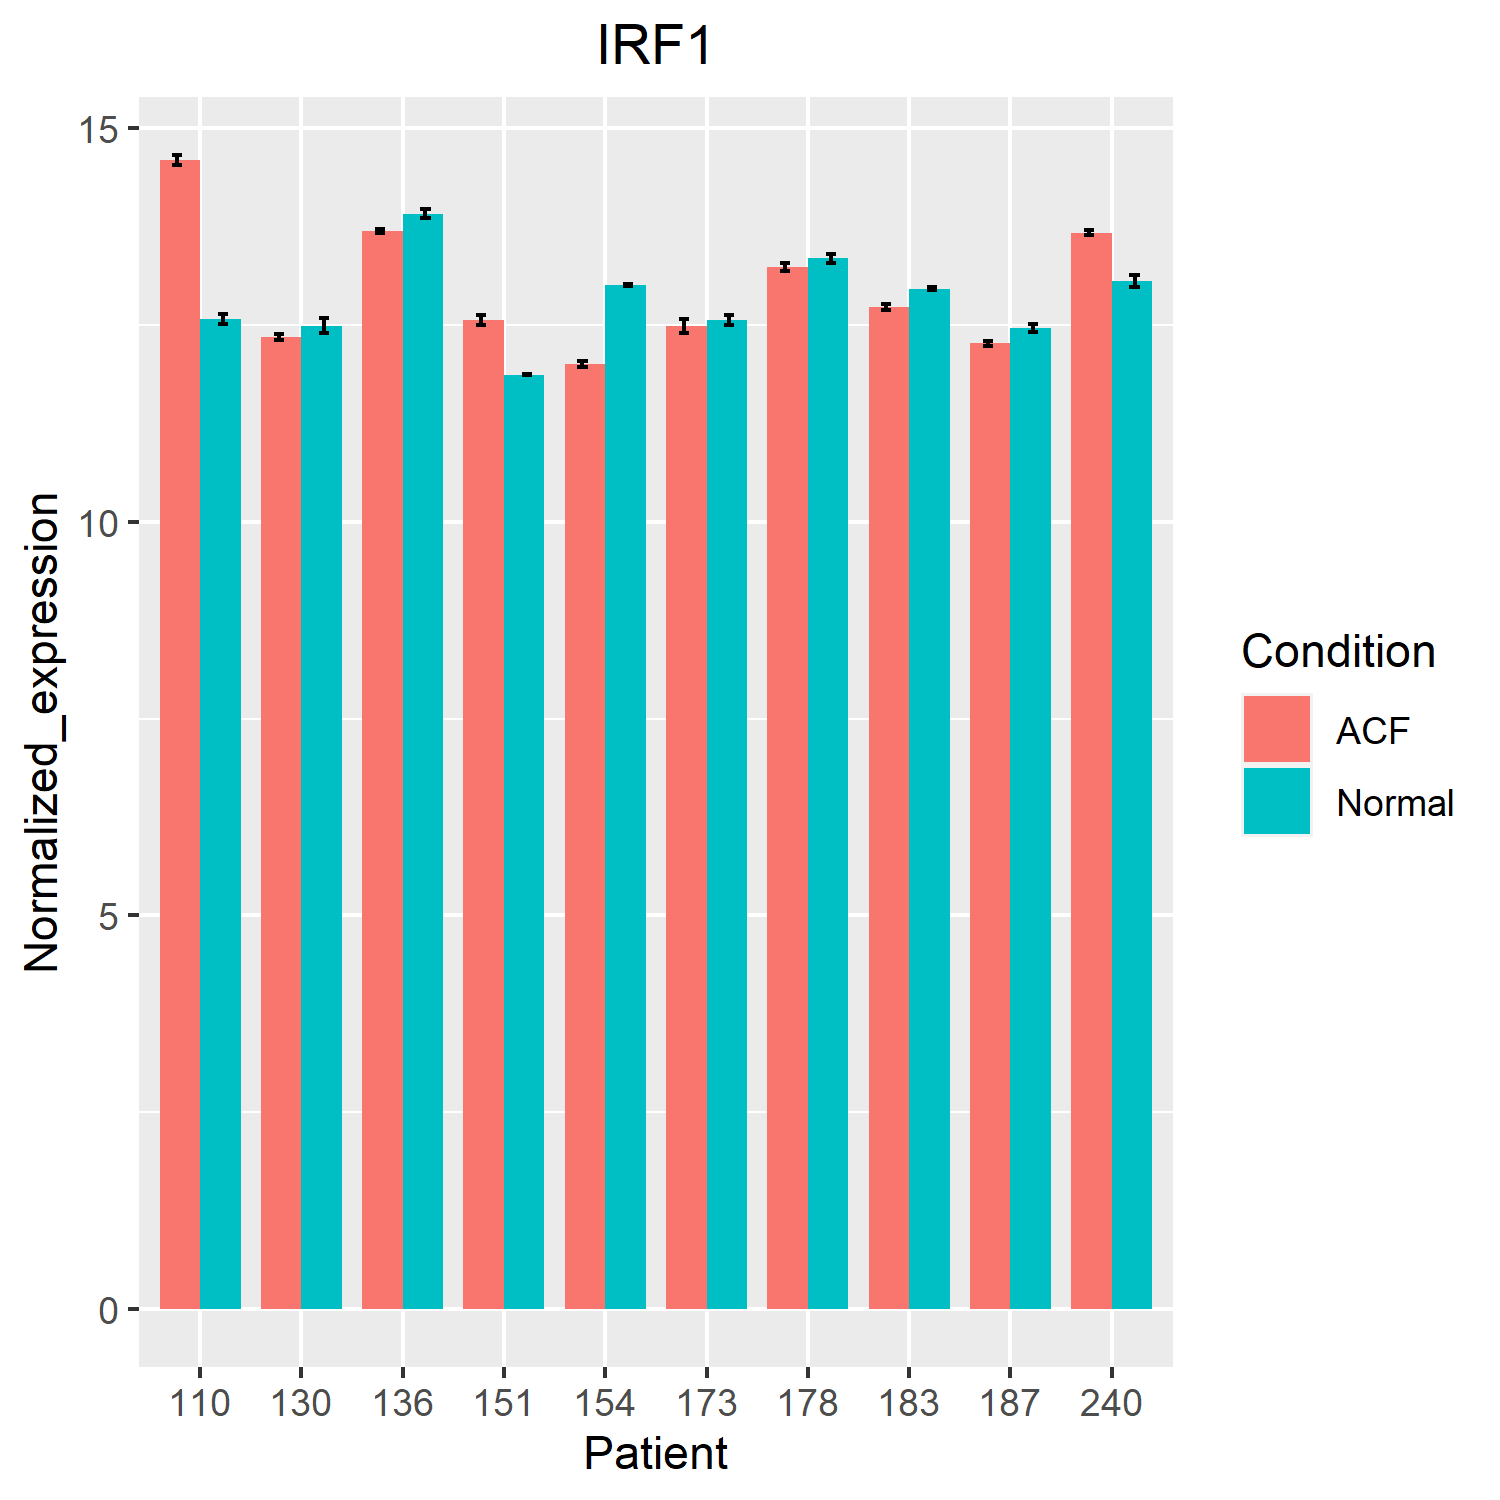 IRF1
15
10
5
0
Normalized_expression
110 130 136 151 154 173 178 183 187 240
Patient
Condition
ACF
Normal